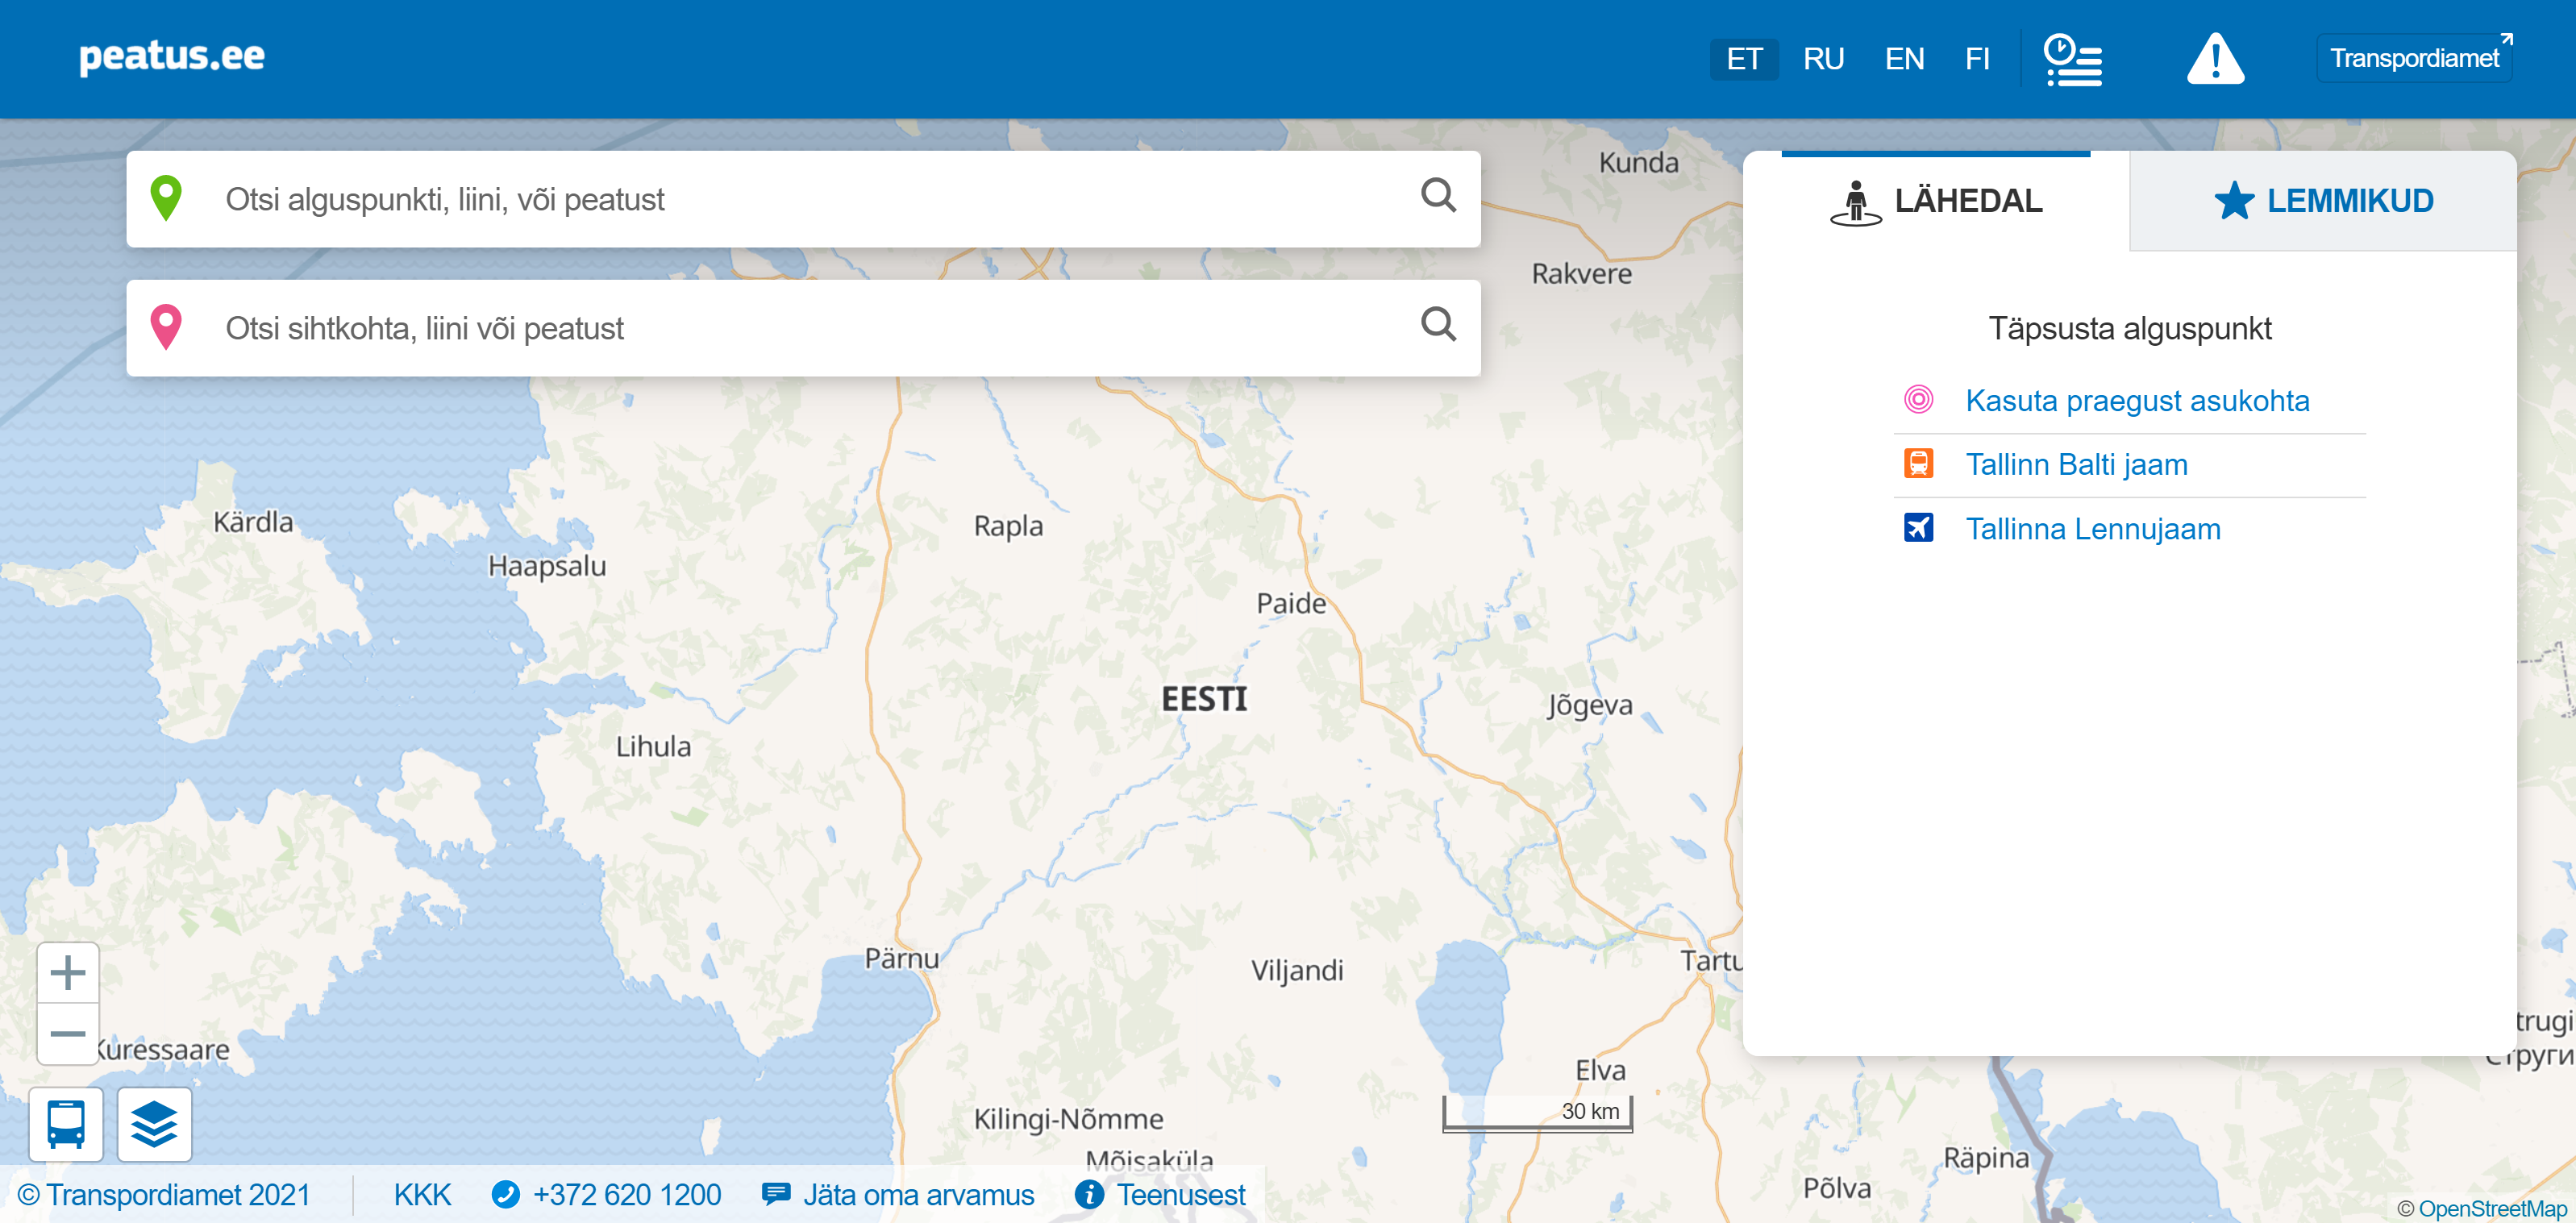 peatus.ee
ET RU EN FI
Transpordiamet
Otsi alguspunkti, liini, või peatust
Otsi sihtkohta, liini või peatust
LÄHEDAL
LEMMIKUD
Täpsusta alguspunkt
Kasuta praegust asukohta
Tallinn Balti jaam
Tallinna Lennujaam
Kunda
Rakvere
Kärdla
Haapsalu
Rapla
Paide
EESTI
Jõgeva
Lihula
Pärnu
Viljandi
Tartu
Kuressaare
Elva
30 km
Kilingi-Nõmme
Mõisaküla
Räpina
Põlva
trugi
Струги
© Transpordiamet 2021
KKK
+372 620 1200
Jäta oma arvamus
Teenusest
© OpenStreetMap